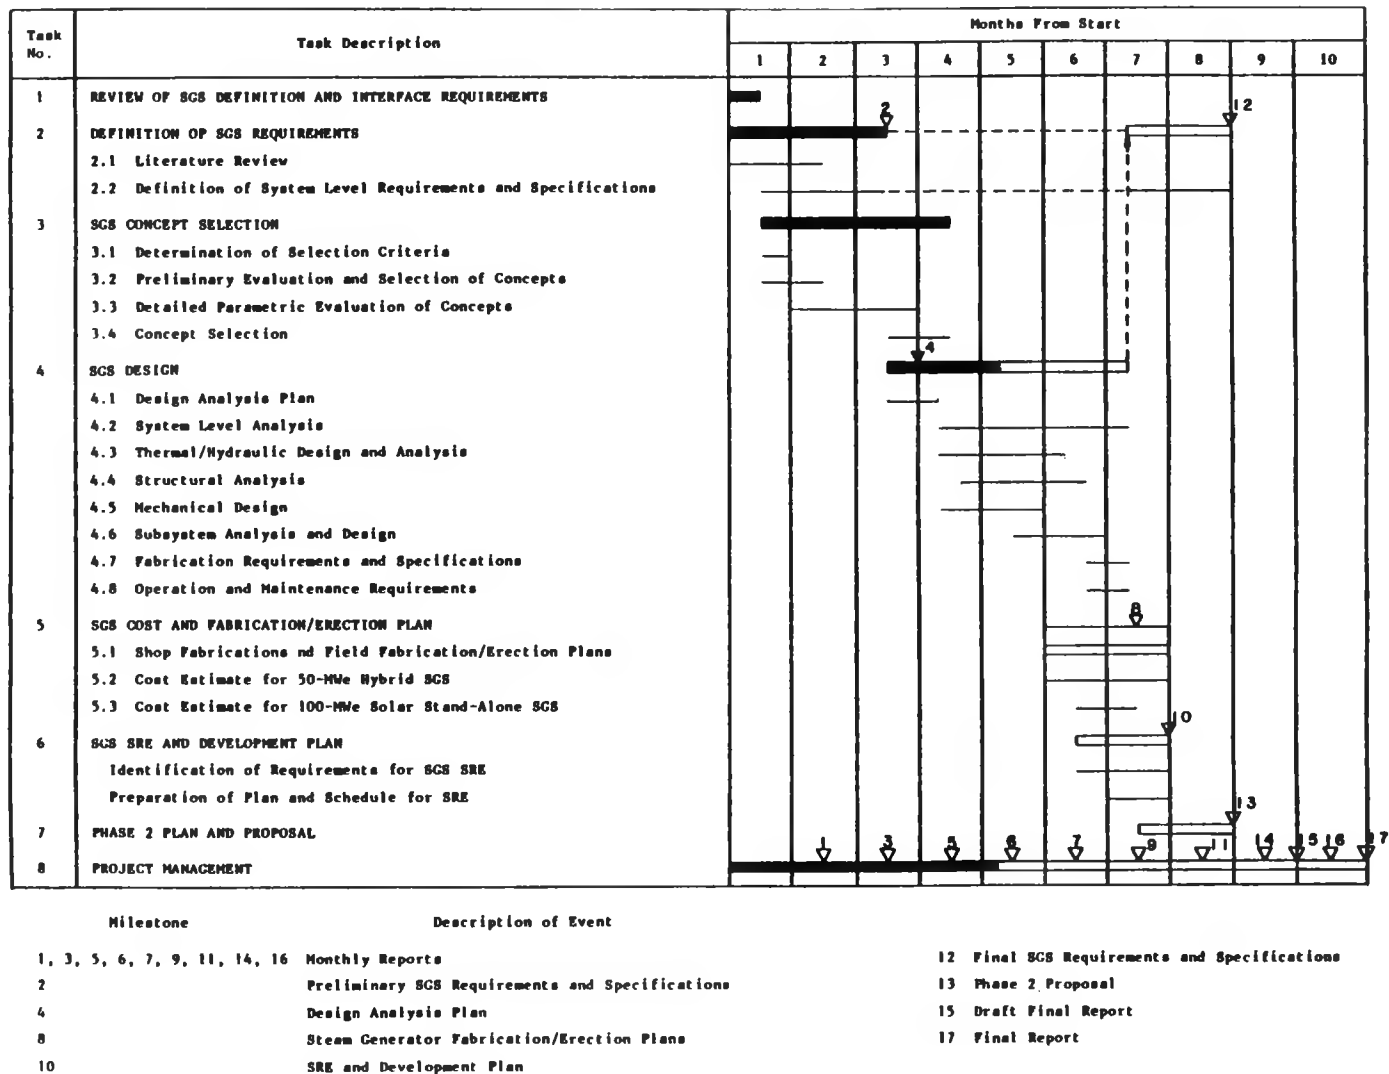 Months From Start
Task No.
Task Description
1 2 3 4 5 6 7 8 9 10
1 REVIEW OF SGS DEFINITION AND INTERFACE REQUIREMENTS
2 12
2 DEFINITION OF SGS REQUIREMENTS
2.1 Literature Review
2.2 Definition of System Level Requirements and Specifications
3 SGS CONCEPT SELECTION
3.1 Determination of Selection Criteria
3.2 Preliminary Evaluation and Selection of Concepts
3.3 Detailed Parametric Evaluation of Concepts
3.4 Concept Selection
4
4 SGS DESIGN
4.1 Design Analysis Plan
4.2 System Level Analysis
4.3 Thermal/Hydraulic Design and Analysis
4.4 Structural Analysis
4.5 Mechanical Design
4.6 Subsystem Analysis and Design
4.7 Fabrication Requirements and Specifications
4.8 Operation and Maintenance Requirements
8
5 SGS COST AND FABRICATION/ERECTION PLAN
5.1 Shop Fabrications nd Field Fabrication/Erection Plans
5.2 Cost Estimate for 50-MWe Hybrid SGS
5.3 Cost Estimate for 100-MWe Solar Stand-Alone SGS
10
6 SGS SRE AND DEVELOPMENT PLAN
Identification of Requirements for SGS SRE
Preparation of Plan and Schedule for SRE
13
7 PHASE 2 PLAN AND PROPOSAL
1 3 5 6 7 9 11 14 15 16 17
8 PROJECT MANAGEMENT
Milestone Description of Event
1, 3, 5, 6, 7, 9, 11, 14, 16 Monthly Reports
2 Preliminary SGS Requirements and Specifications
4 Design Analysis Plan
8 Steam Generator Fabrication/Erection Plans
10 SRE and Development Plan
12 Final SGS Requirements and Specifications
13 Phase 2 Proposal
15 Draft Final Report
17 Final Report